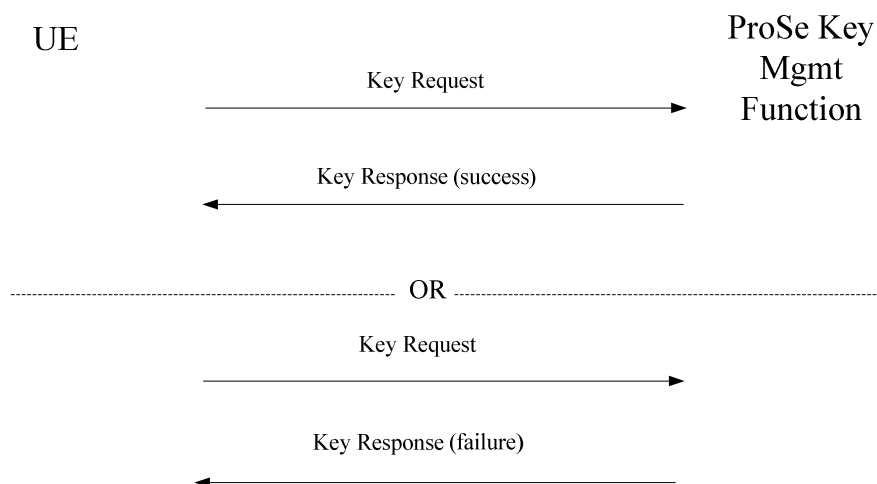 UE
ProSe Key
Mgmt
Function
Key Request
Key Response (success)
OR
Key Request
Key Response (failure)